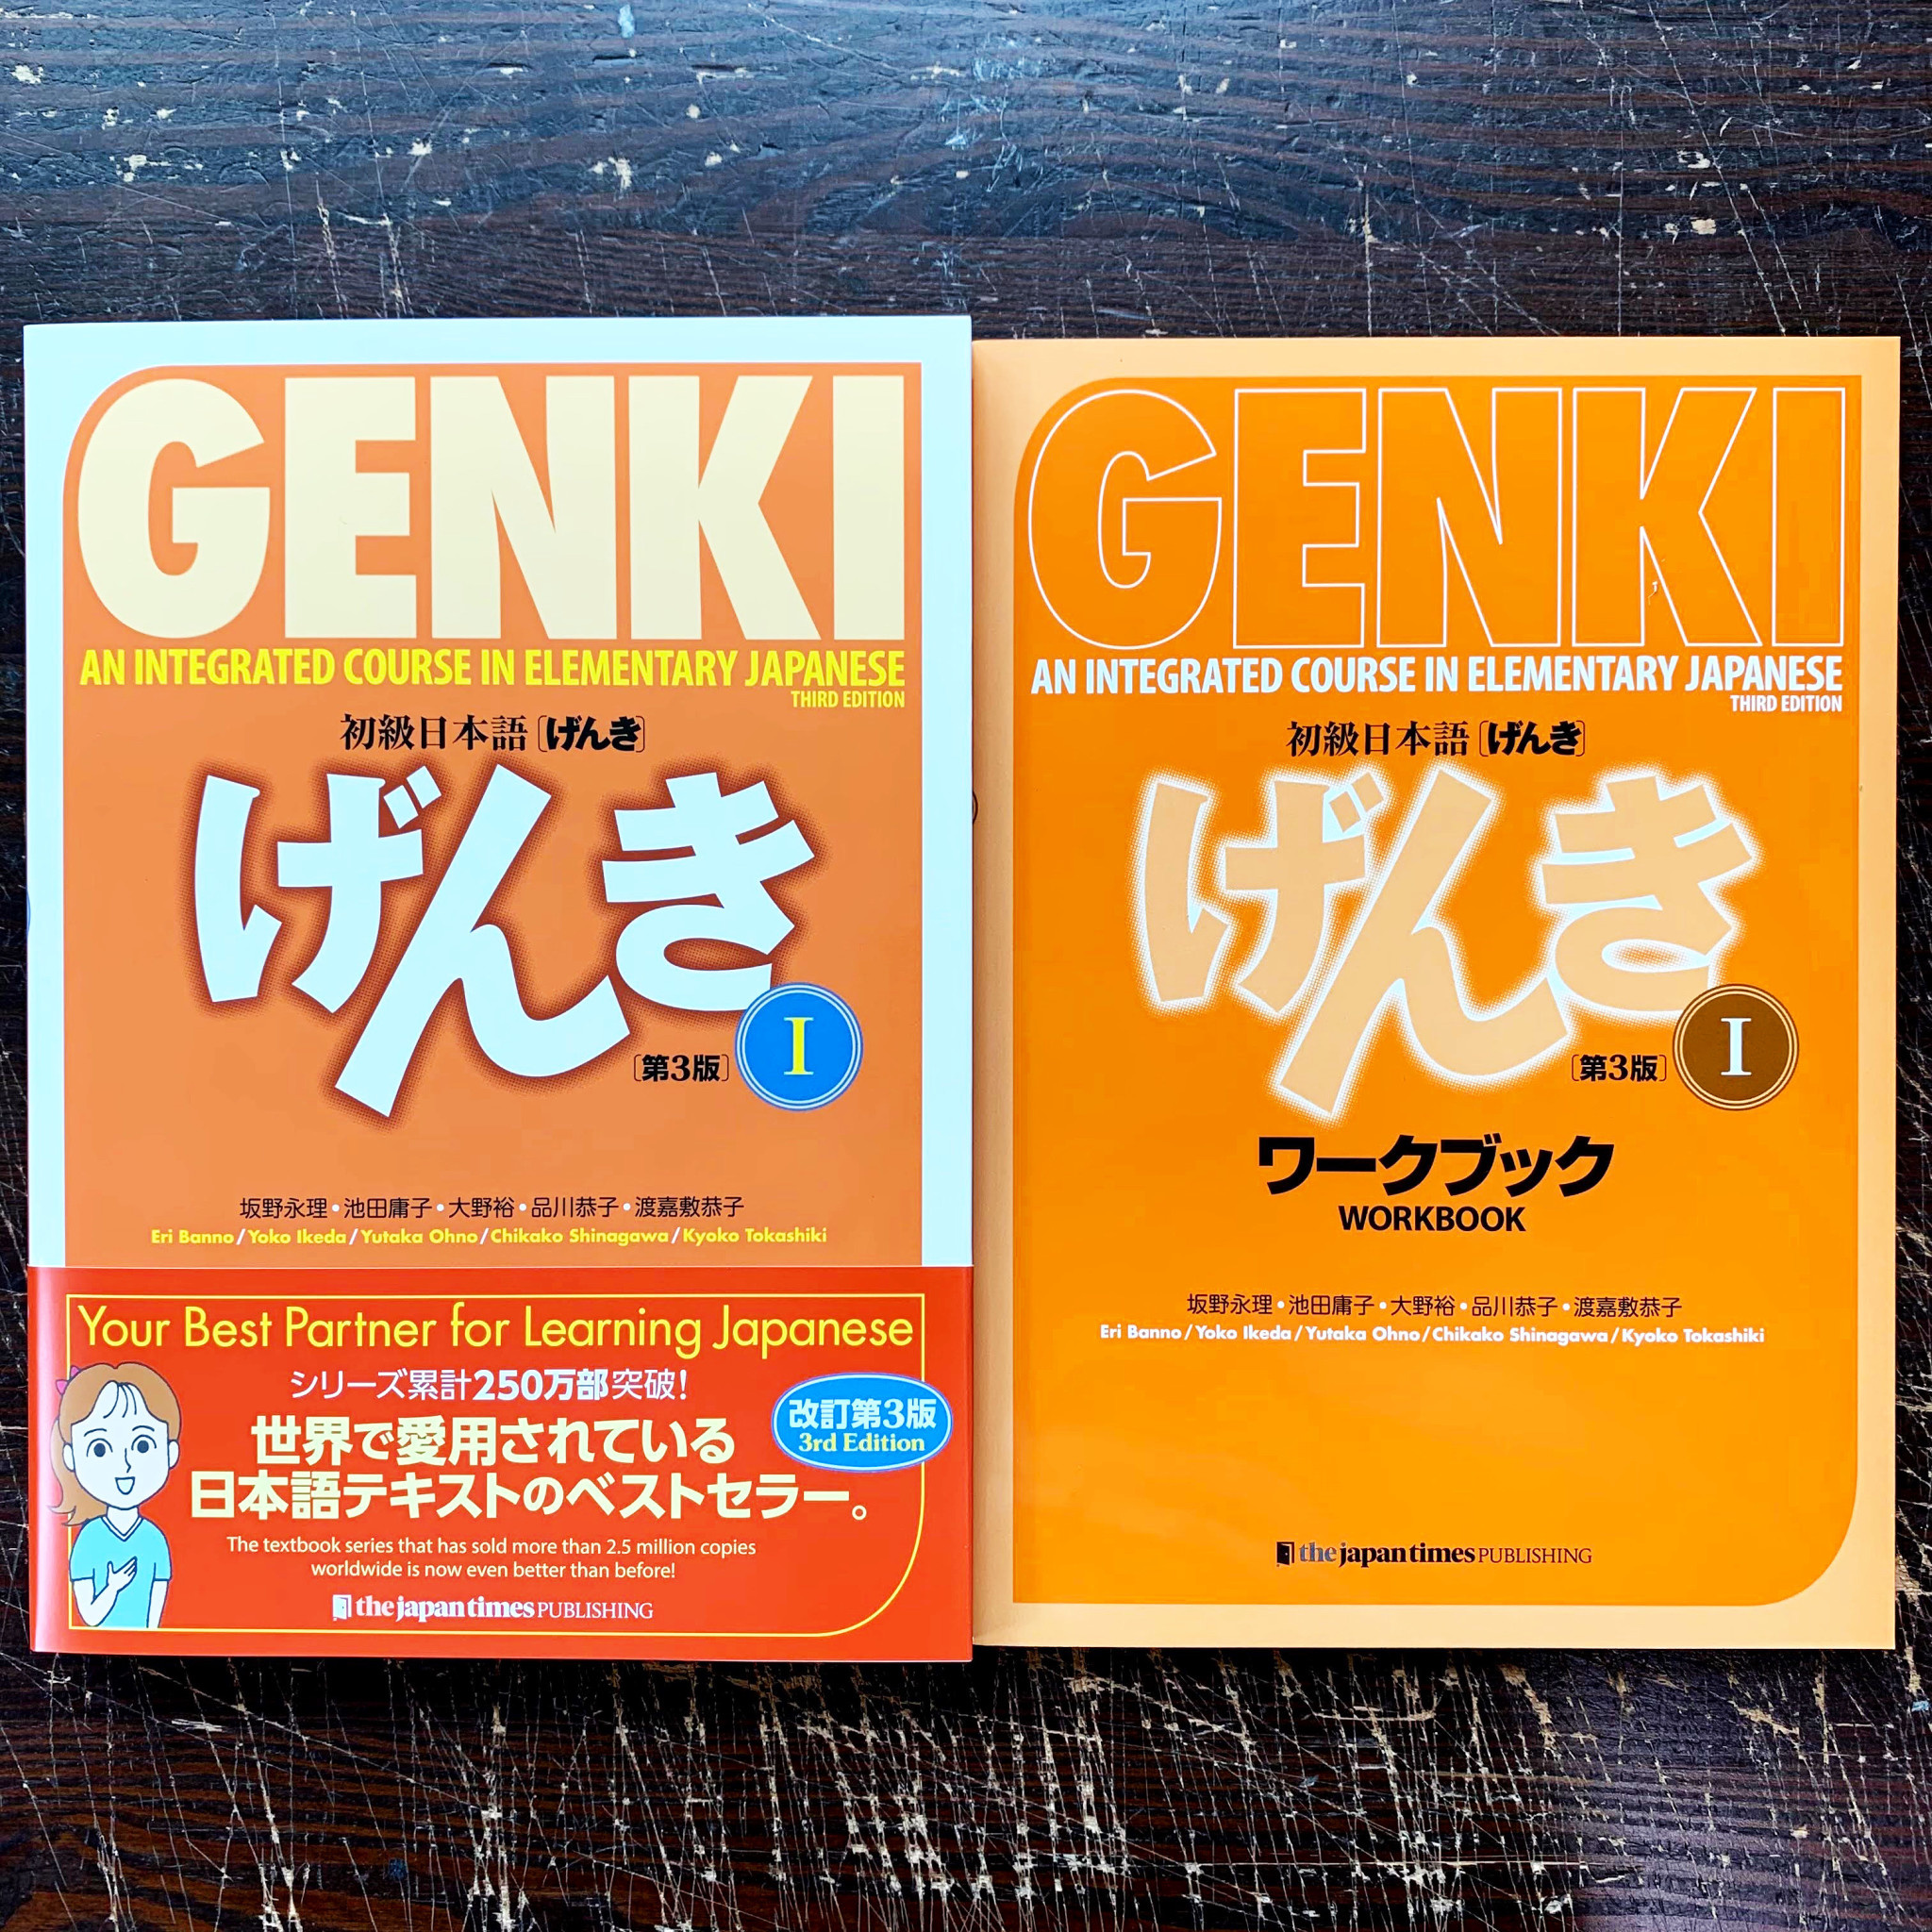 GENKI
AN INTEGRATED COURSE IN ELEMENTARY JAPANESE
THIRD EDITION
初級日本語［げんき］
げんき
I
［第3版］
坂野永理・池田庸子・大野裕・品川恭子・渡嘉敷恭子
Eri Banno/Yoko Ikeda/Yutaka Ohno/Chikako Shinagawa/Kyoko Tokashiki
Your Best Partner for Learning Japanese
シリーズ累計250万部突破!
世界で愛用されている
日本語テキストのベストセラー。
改訂第3版
3rd Edition
The textbook series that has sold more than 2.5 million copies
worldwide is now even better than before!
the japan times PUBLISHING
GENKI
AN INTEGRATED COURSE IN ELEMENTARY JAPANESE
THIRD EDITION
初級日本語［げんき］
げんき
I
［第3版］
ワークブック
WORKBOOK
坂野永理・池田庸子・大野裕・品川恭子・渡嘉敷恭子
Eri Banno/Yoko Ikeda/Yutaka Ohno/Chikako Shinagawa/Kyoko Tokashiki
the japan times PUBLISHING